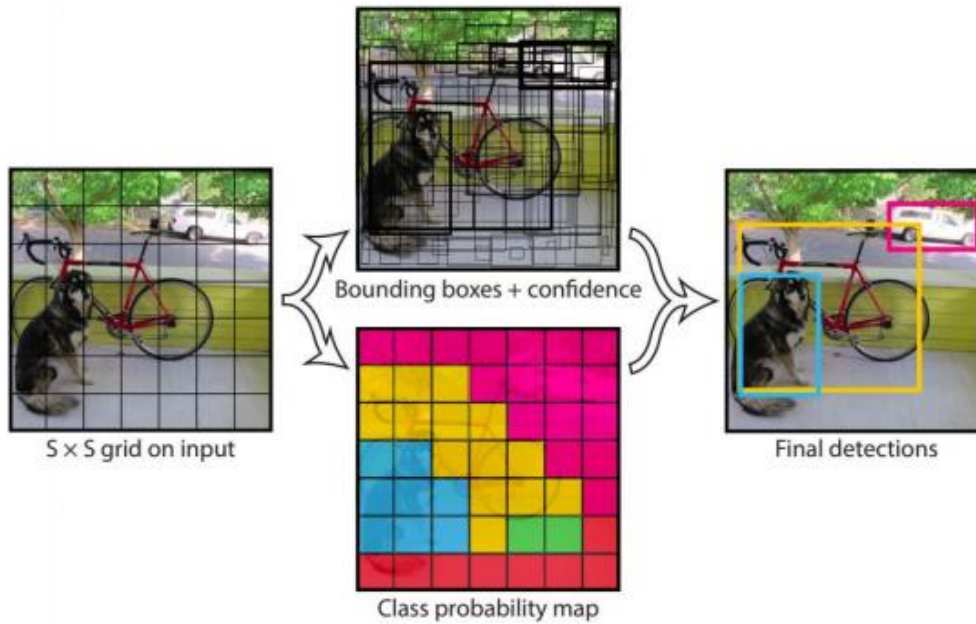 Bounding boxes + confidence
S × S grid on input
Final detections
Class probability map